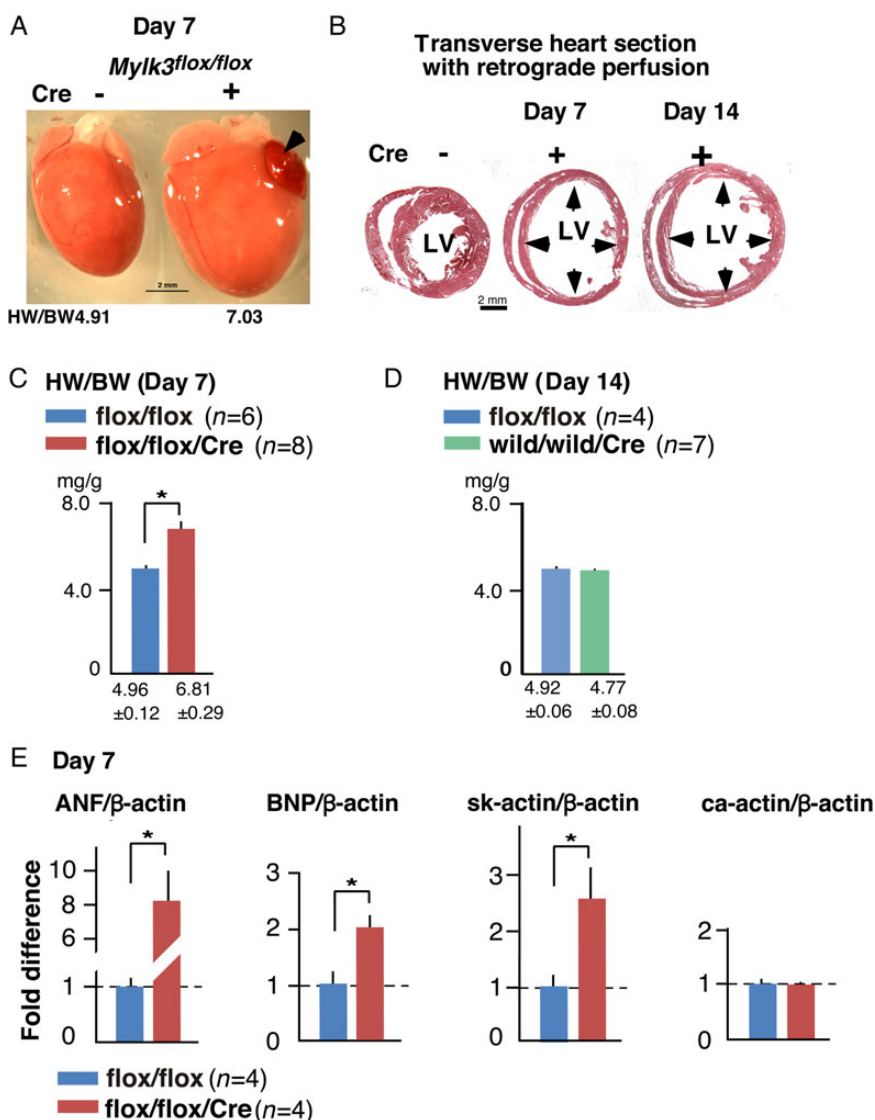 A
Day 7
Mylk3flox/flox
Cre - +
2 mm
HW/BW4.91 7.03
B
Transverse heart section
with retrograde perfusion
Day 7 Day 14
Cre - + +
LV LV LV
2 mm
C HW/BW (Day 7)
flox/flox (n=6)
flox/flox/Cre (n=8)
mg/g
8.0
*
4.0
0
4.96 6.81
±0.12 ±0.29
D HW/BW (Day 14)
flox/flox (n=4)
wild/wild/Cre (n=7)
mg/g
8.0
4.0
0
4.92 4.77
±0.06 ±0.08
E Day 7
Fold difference
ANF/β-actin
*
10
8
6
1
0
BNP/β-actin
3
*
2
1
0
sk-actin/β-actin
*
3
2
1
0
ca-actin/β-actin
2
1
0
flox/flox (n=4)
flox/flox/Cre (n=4)